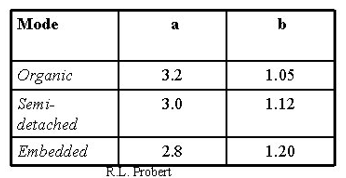 Mode a b
Organic 3.2 1.05
Semi- 3.0 1.12
detached
Embedded 2.8 1.20
R.L. Probert